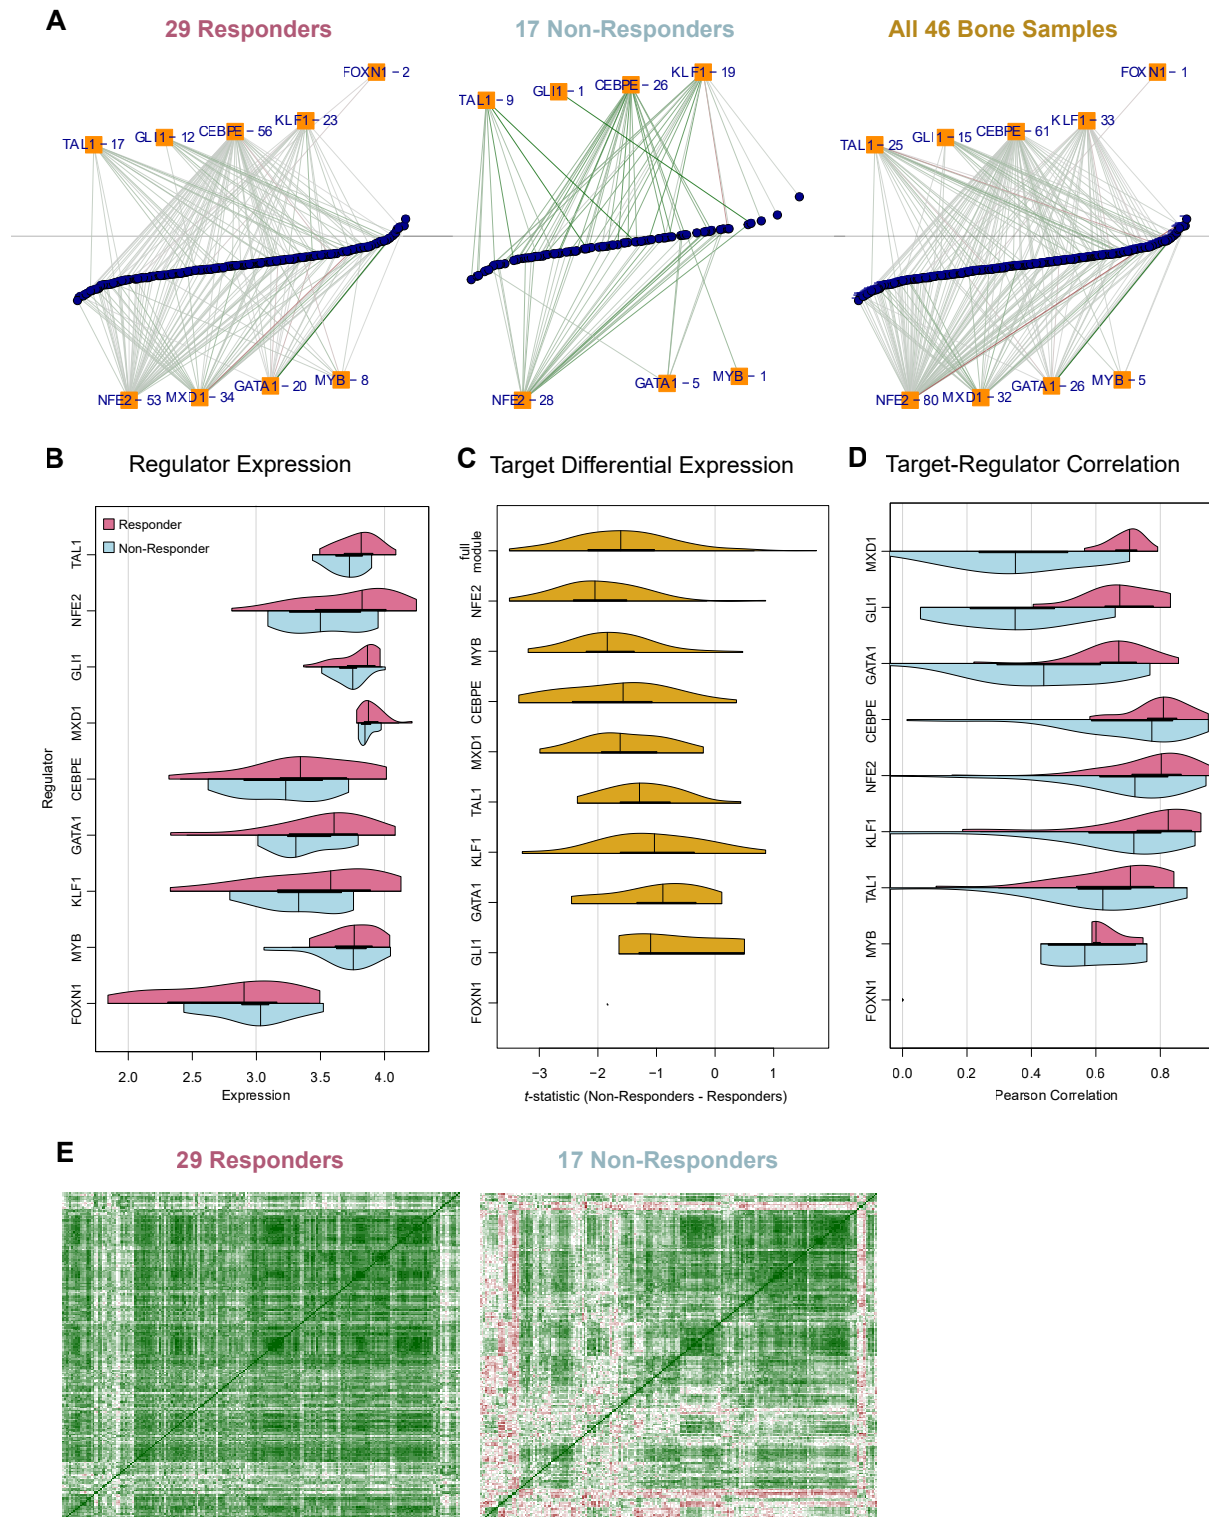 A
29 Responders
17 Non-Responders
All 46 Bone Samples
FOXN1 − 2
TAL1 − 17
GLI1 − 12
CEBPE − 56
KLF1 − 23
NFE2 − 53
MXD1 − 34
GATA1 − 20
MYB − 8
TAL1 − 9
GLI1 − 1
CEBPE − 26
KLF1 − 19
NFE2 − 28
GATA1 − 5
MYB − 1
FOXN1 − 1
TAL1 − 25
GLI1 − 15
CEBPE − 61
KLF1 − 33
NFE2 − 80
MXD1 − 32
GATA1 − 26
MYB − 5
B
Regulator Expression
Responder
Non-Responder
Regulator
TAL1
NFE2
GLI1
MXD1
CEBPE
GATA1
KLF1
MYB
FOXN1
2.0 2.5 3.0 3.5 4.0
Expression
C
Target Differential Expression
full
module
NFE2
MYB
CEBPE
MXD1
TAL1
KLF1
GATA1
GLI1
FOXN1
−3 −2 −1 0 1
t-statistic (Non-Responders - Responders)
D
Target-Regulator Correlation
MXD1
GLI1
GATA1
CEBPE
NFE2
KLF1
TAL1
MYB
FOXN1
0.0 0.2 0.4 0.6 0.8
Pearson Correlation
E
29 Responders
17 Non-Responders